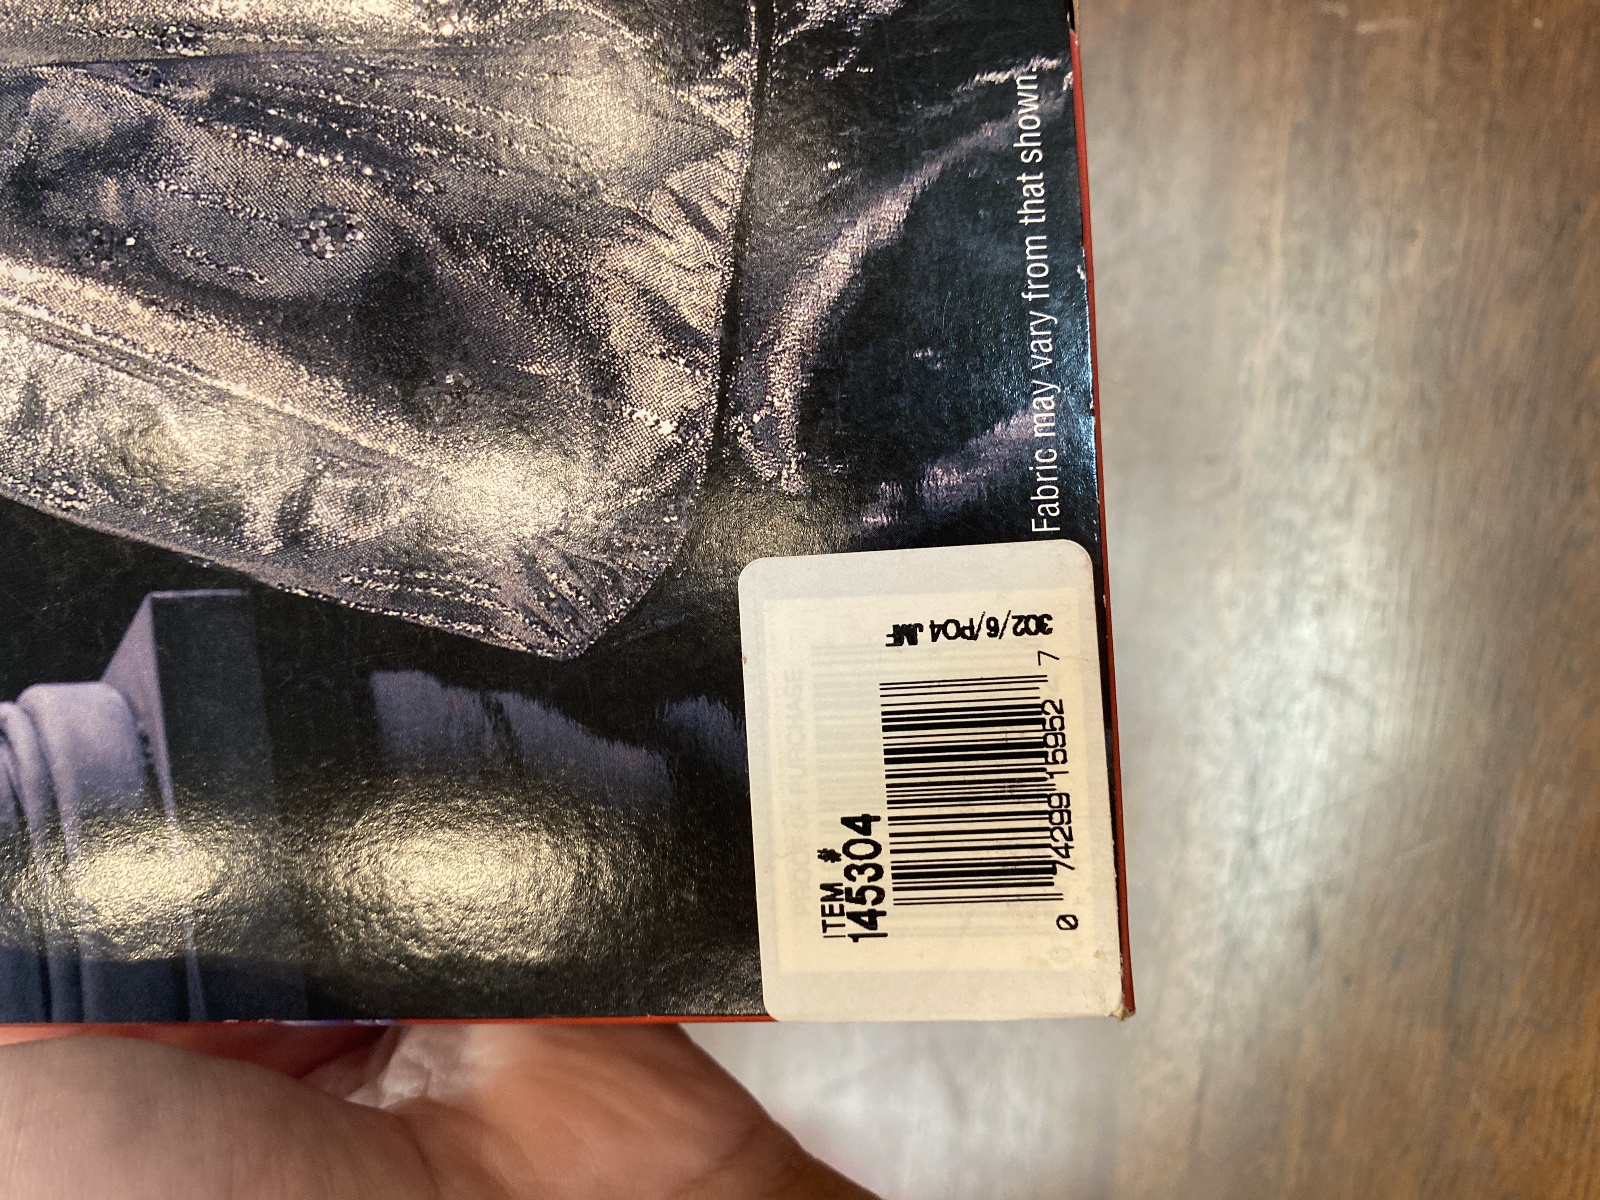 Fabric may vary from that shown.
ITEM #
145304
0 74299 15952 7
302/6/PO4 JMF